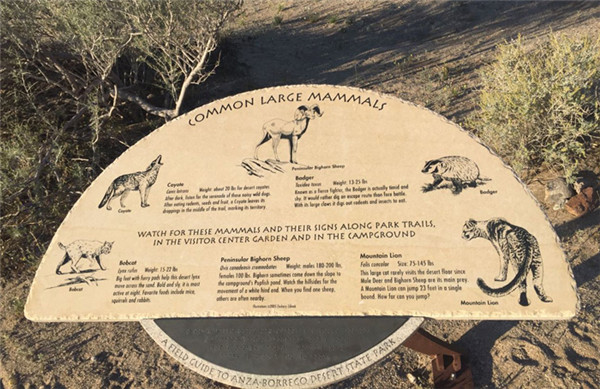 COMMON LARGE MAMMALS
Peninsular Bighorn Sheep
Coyote
Coyote
Canis latrans Weight: about 20 lbs for desert coyotes
After dark, listen for the serenade of these noisy wild dogs.
After eating rodents, seeds and fruit, a Coyote leaves its
droppings in the middle of the trail, marking its territory.
Badger
Taxidea taxus Weight: 13-25 lbs
Known as a fierce fighter, the Badger is actually timid and
shy. It would rather dig an escape route than face battle.
With its large claws it digs out rodents and insects to eat.
Badger
WATCH FOR THESE MAMMALS AND THEIR SIGNS ALONG PARK TRAILS,
IN THE VISITOR CENTER GARDEN AND IN THE CAMPGROUND
Bobcat
Bobcat
Lynx rufus Weight: 15-22 lbs
Big feet with furry pads help this desert lynx
move across the sand. Bold and sly, it is most
active at night. Favorite foods include mice,
squirrels and rabbits.
Peninsular Bighorn Sheep
Ovis canadensis cremnobates Weight: males 180-200 lbs,
females 100 lbs. Bighorn sometimes come down the slope to
the campground's Pupfish pond. Watch the hillsides for the
movement of a white hind end. When you find one sheep,
others are often nearby.
Mountain Lion
Felis concolor Size: 75-145 lbs
This large cat rarely visits the desert floor since
Mule Deer and Bighorn Sheep are its main prey.
A Mountain Lion can jump 23 feet in a single
bound. How far can you jump?
Mountain Lion
A FIELD GUIDE TO ANZA-BORREGO DESERT STATE PARK